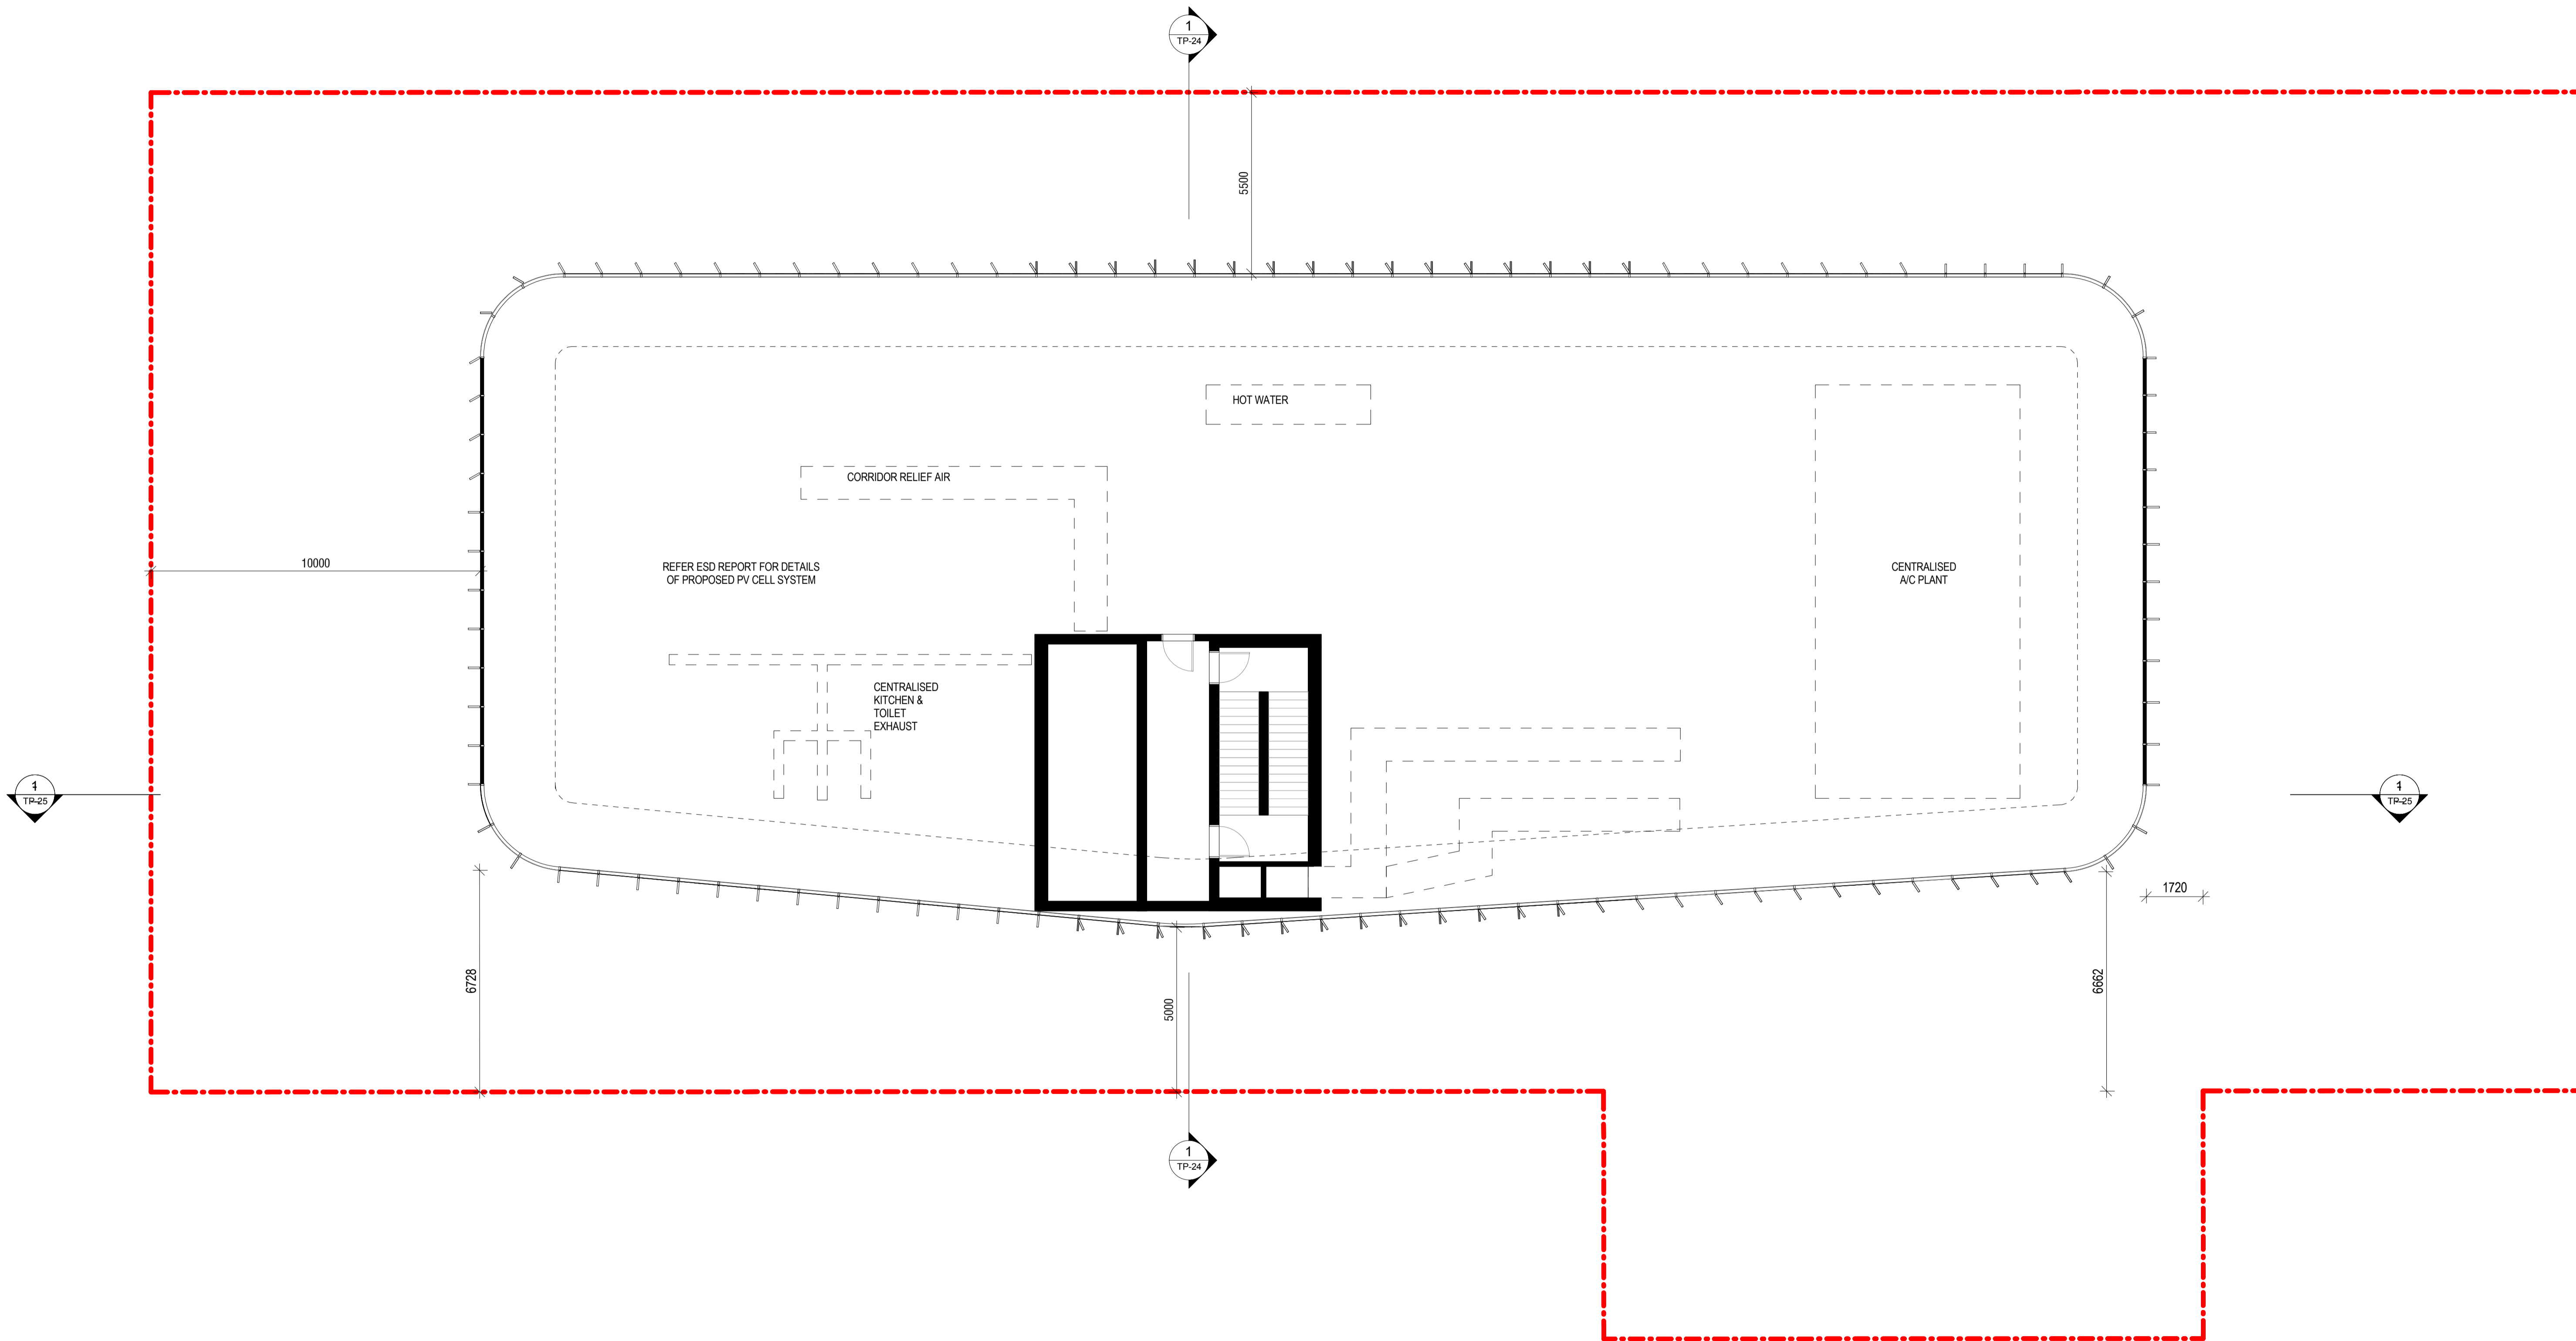 1
TP-24
5500
HOT WATER
CORRIDOR RELIEF AIR
10000
REFER ESD REPORT FOR DETAILS
OF PROPOSED PV CELL SYSTEM
CENTRALISED
A/C PLANT
CENTRALISED
KITCHEN &
TOILET
EXHAUST
1
TP-25
1
TP-25
1720
6728
5000
6662
1
TP-24